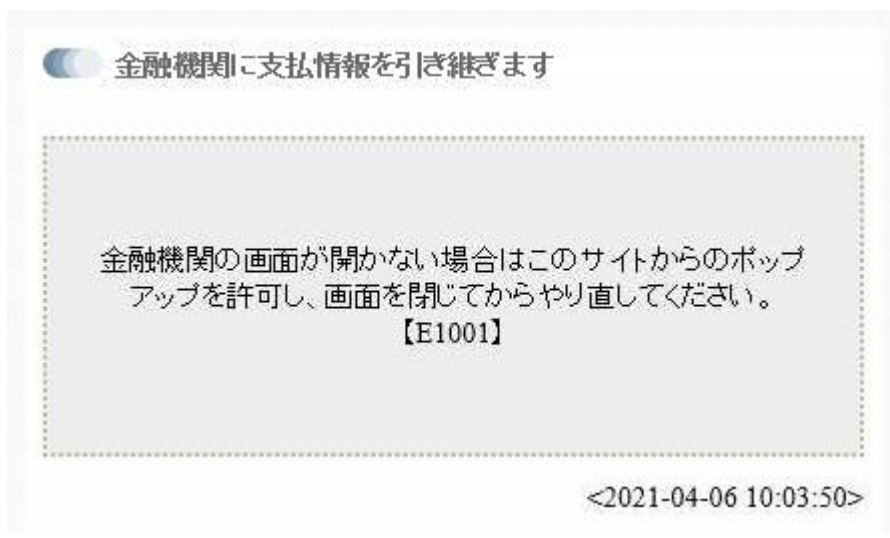 金融機関に支払情報を引き継ぎます
金融機関の画面が開かない場合はこのサイトからのポップ
アップを許可し、画面を閉じてからやり直してください。
【E1001】
<2021-04-06 10:03:50>